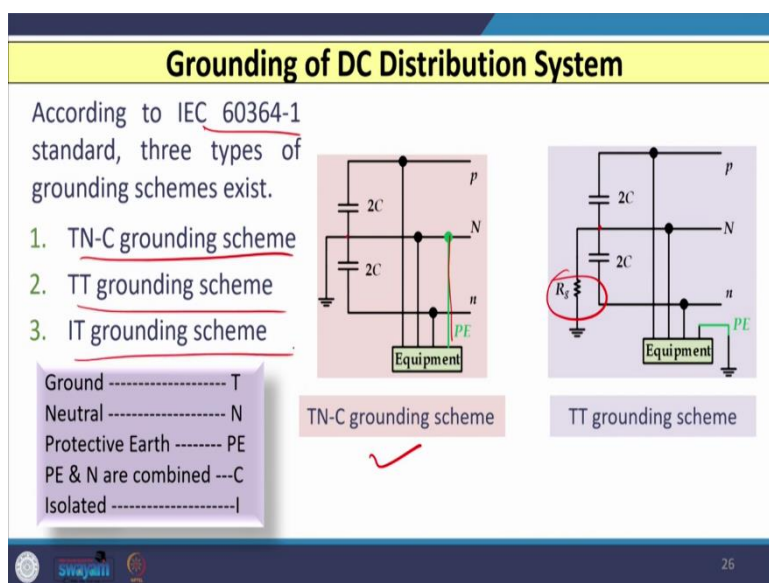 Grounding of DC Distribution System
According to IEC 60364-1
standard, three types of
grounding schemes exist.
1. TN-C grounding scheme
2. TT grounding scheme
3. IT grounding scheme
Ground -------------------- T
Neutral -------------------- N
Protective Earth -------- PE
PE & N are combined ---C
Isolated ----------------------I
p
2C
N
2C
n
PE
Equipment
TN-C grounding scheme
p
2C
N
2C
Rg
n
PE
Equipment
TT grounding scheme
swayam
26